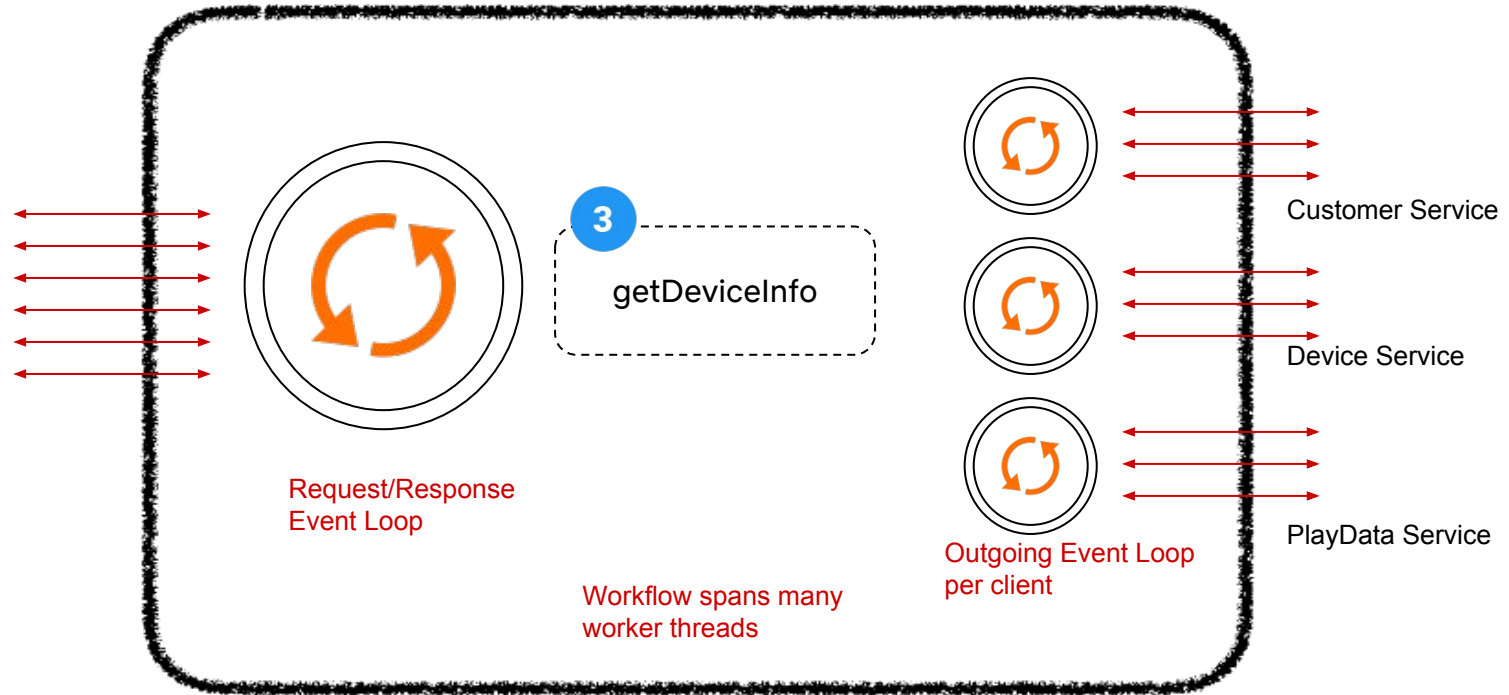 3
getDeviceInfo
Request/Response
Event Loop
Workflow spans many
worker threads
Outgoing Event Loop
per client
Customer Service
Device Service
PlayData Service